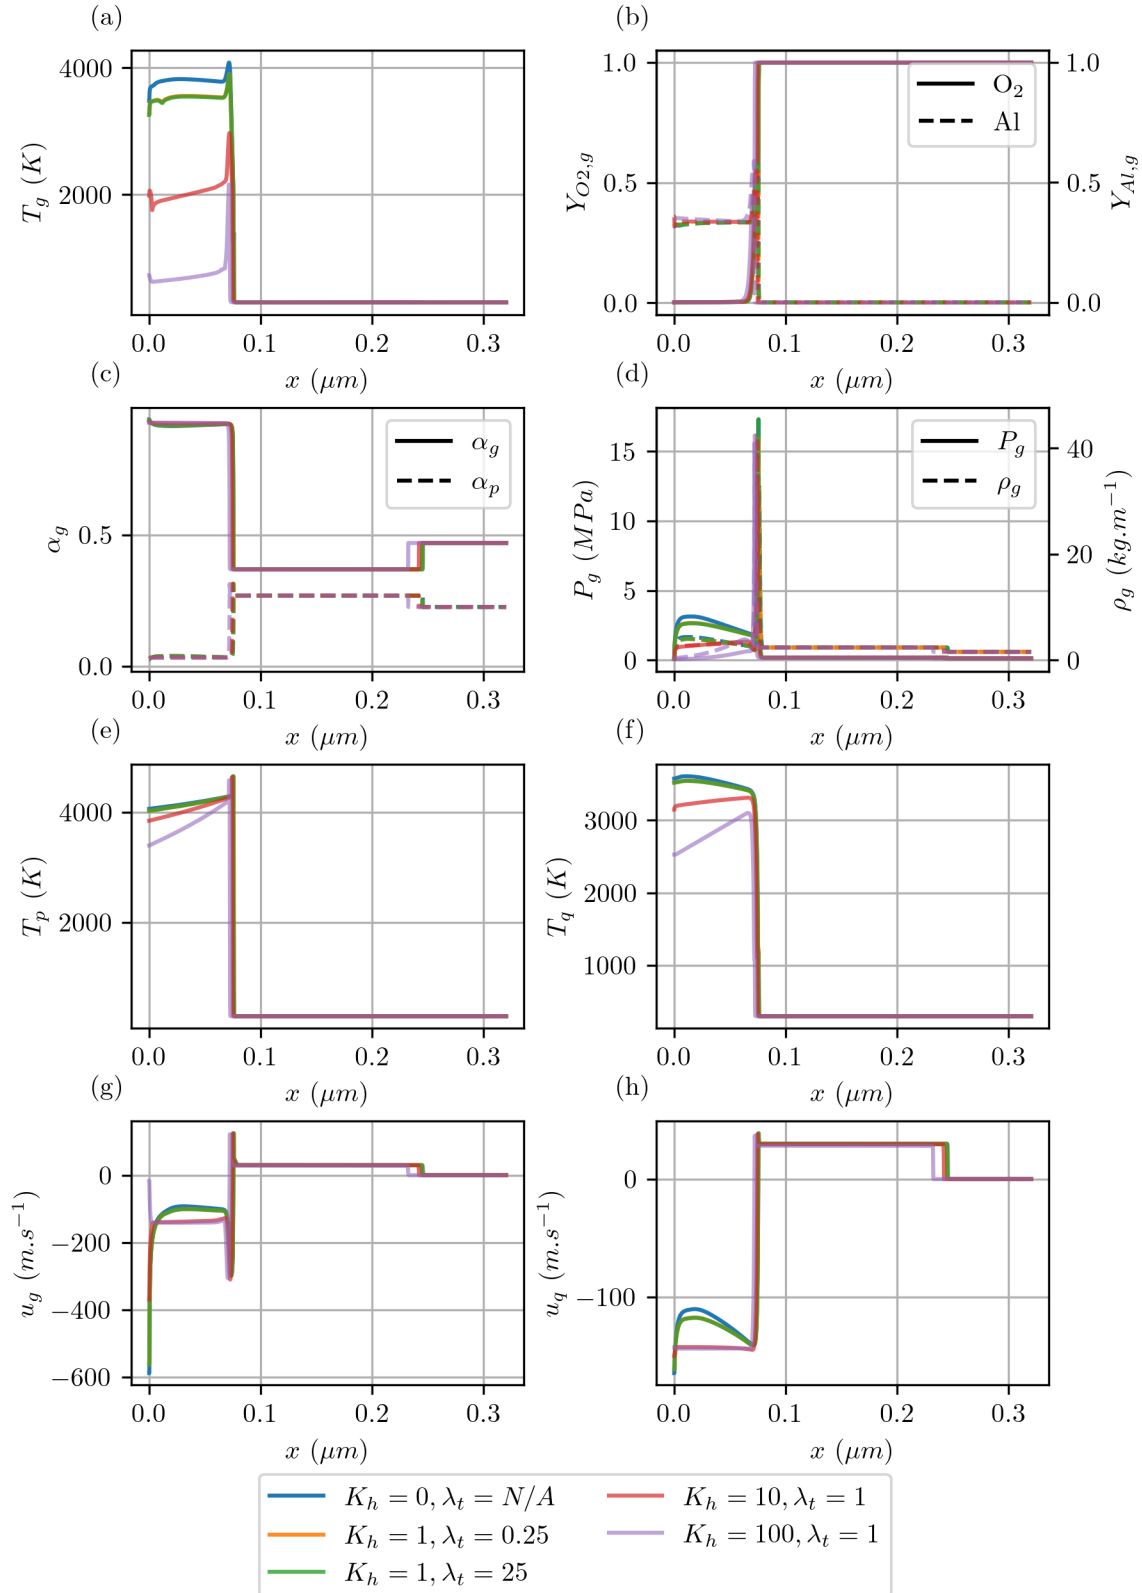 (a)
4000
2000
T_g (K)
0.0 0.1 0.2 0.3
x (μm)
(b)
1.0
0.5
0.0
Y_{O2,g}
1.0
0.5
0.0
Y_{Al,g}
O₂
Al
0.0 0.1 0.2 0.3
x (μm)
(c)
0.5
0.0
α_g
α_g
α_p
0.0 0.1 0.2 0.3
x (μm)
(d)
15
10
5
0
P_g (MPa)
40
20
0
ρ_g (kg.m⁻¹)
P_g
ρ_g
0.0 0.1 0.2 0.3
x (μm)
(e)
4000
2000
T_p (K)
0.0 0.1 0.2 0.3
x (μm)
(f)
3000
2000
1000
T_q (K)
0.0 0.1 0.2 0.3
x (μm)
(g)
0
−200
−400
−600
u_g (m.s⁻¹)
0.0 0.1 0.2 0.3
x (μm)
(h)
0
−100
u_q (m.s⁻¹)
0.0 0.1 0.2 0.3
x (μm)
K_h = 0, λ_t = N/A
K_h = 1, λ_t = 0.25
K_h = 1, λ_t = 25
K_h = 10, λ_t = 1
K_h = 100, λ_t = 1